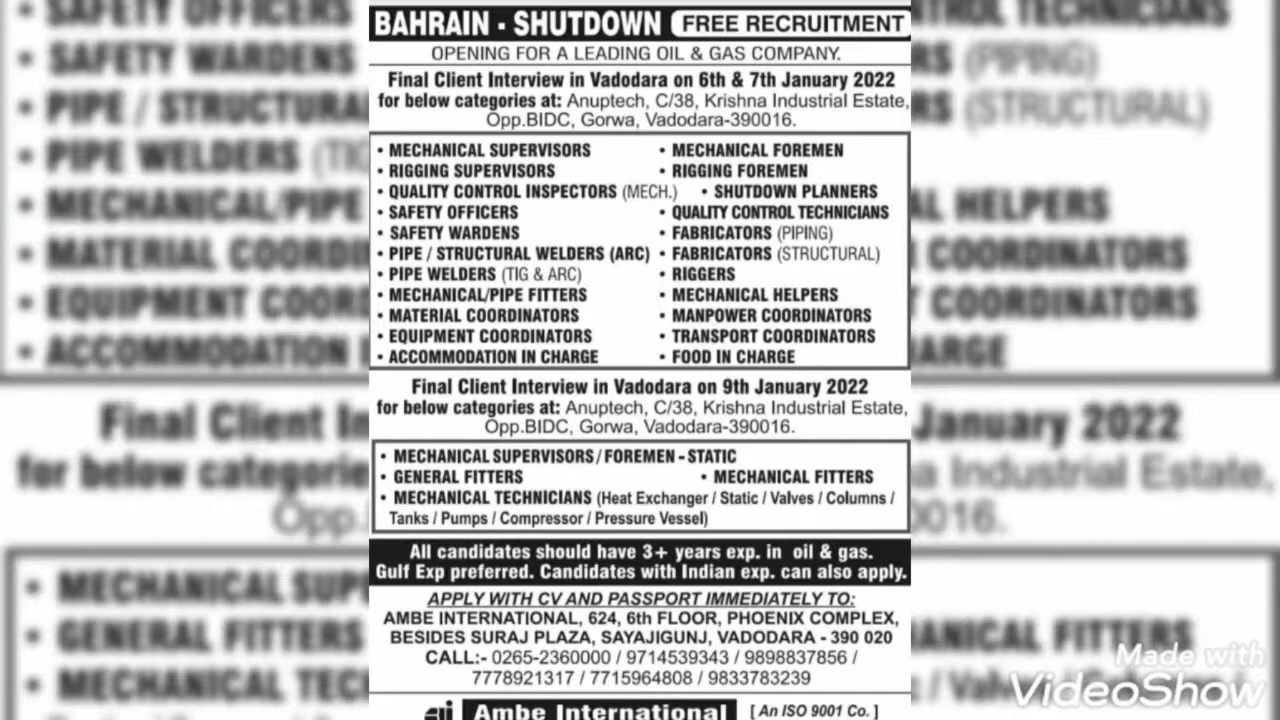 BAHRAIN - SHUTDOWN FREE RECRUITMENT
OPENING FOR A LEADING OIL & GAS COMPANY.
Final Client Interview in Vadodara on 6th & 7th January 2022
for below categories at: Anuptech, C/38, Krishna Industrial Estate,
Opp.BIDC, Gorwa, Vadodara-390016.
• MECHANICAL SUPERVISORS • MECHANICAL FOREMEN
• RIGGING SUPERVISORS • RIGGING FOREMEN
• QUALITY CONTROL INSPECTORS (MECH.) • SHUTDOWN PLANNERS
• SAFETY OFFICERS • QUALITY CONTROL TECHNICIANS
• SAFETY WARDENS • FABRICATORS (PIPING)
• PIPE / STRUCTURAL WELDERS (ARC) • FABRICATORS (STRUCTURAL)
• PIPE WELDERS (TIG & ARC) • RIGGERS
• MECHANICAL/PIPE FITTERS • MECHANICAL HELPERS
• MATERIAL COORDINATORS • MANPOWER COORDINATORS
• EQUIPMENT COORDINATORS • TRANSPORT COORDINATORS
• ACCOMMODATION IN CHARGE • FOOD IN CHARGE
Final Client Interview in Vadodara on 9th January 2022
for below categories at: Anuptech, C/38, Krishna Industrial Estate,
Opp.BIDC, Gorwa, Vadodara-390016.
• MECHANICAL SUPERVISORS/FOREMEN - STATIC
• GENERAL FITTERS • MECHANICAL FITTERS
• MECHANICAL TECHNICIANS (Heat Exchanger / Static / Valves / Columns /
Tanks / Pumps / Compressor / Pressure Vessel)
All candidates should have 3+ years exp. in oil & gas.
Gulf Exp preferred. Candidates with Indian exp. can also apply.
APPLY WITH CV AND PASSPORT IMMEDIATELY TO:
AMBE INTERNATIONAL, 624, 6th FLOOR, PHOENIX COMPLEX,
BESIDES SURAJ PLAZA, SAYAJIGUNJ, VADODARA - 390 020
CALL:- 0265-2360000 / 9714539343 / 9898837856 /
7778921317 / 7715964808 / 9833783239
Ambe International [An ISO 9001 Co.]
Made with
VideoShow